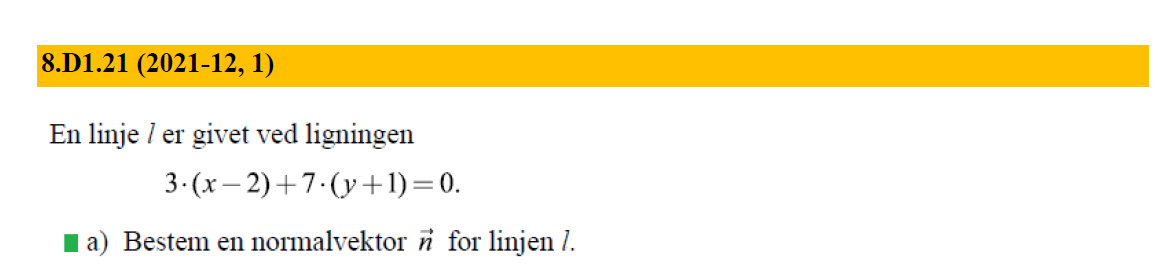 8.D1.21 (2021-12, 1)
En linje l er givet ved ligningen
3·(x − 2) + 7·(y + 1) = 0.
a) Bestem en normalvektor n⃗ for linjen l.